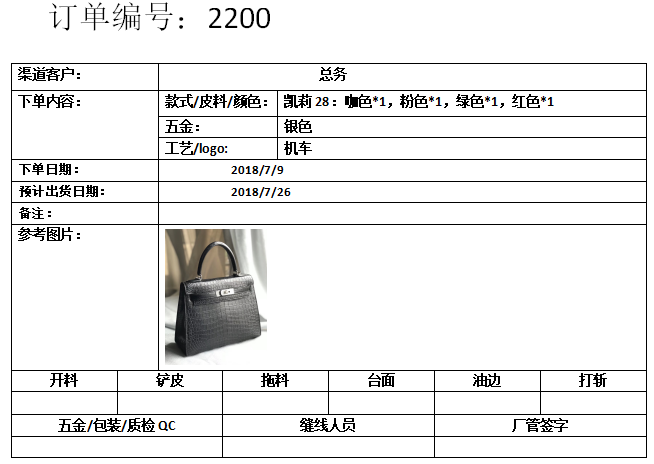 订单编号：2200
渠道客户： 总务
下单内容： 款式/皮料/颜色： 凯莉 28：咖色*1，粉色*1，绿色*1，红色*1
五金： 银色
工艺/logo: 机车
下单日期： 2018/7/9
预计出货日期： 2018/7/26
备注：
参考图片：
开料 铲皮 拖料 台面 油边 打斩
五金/包装/质检 QC 缝线人员 厂管签字